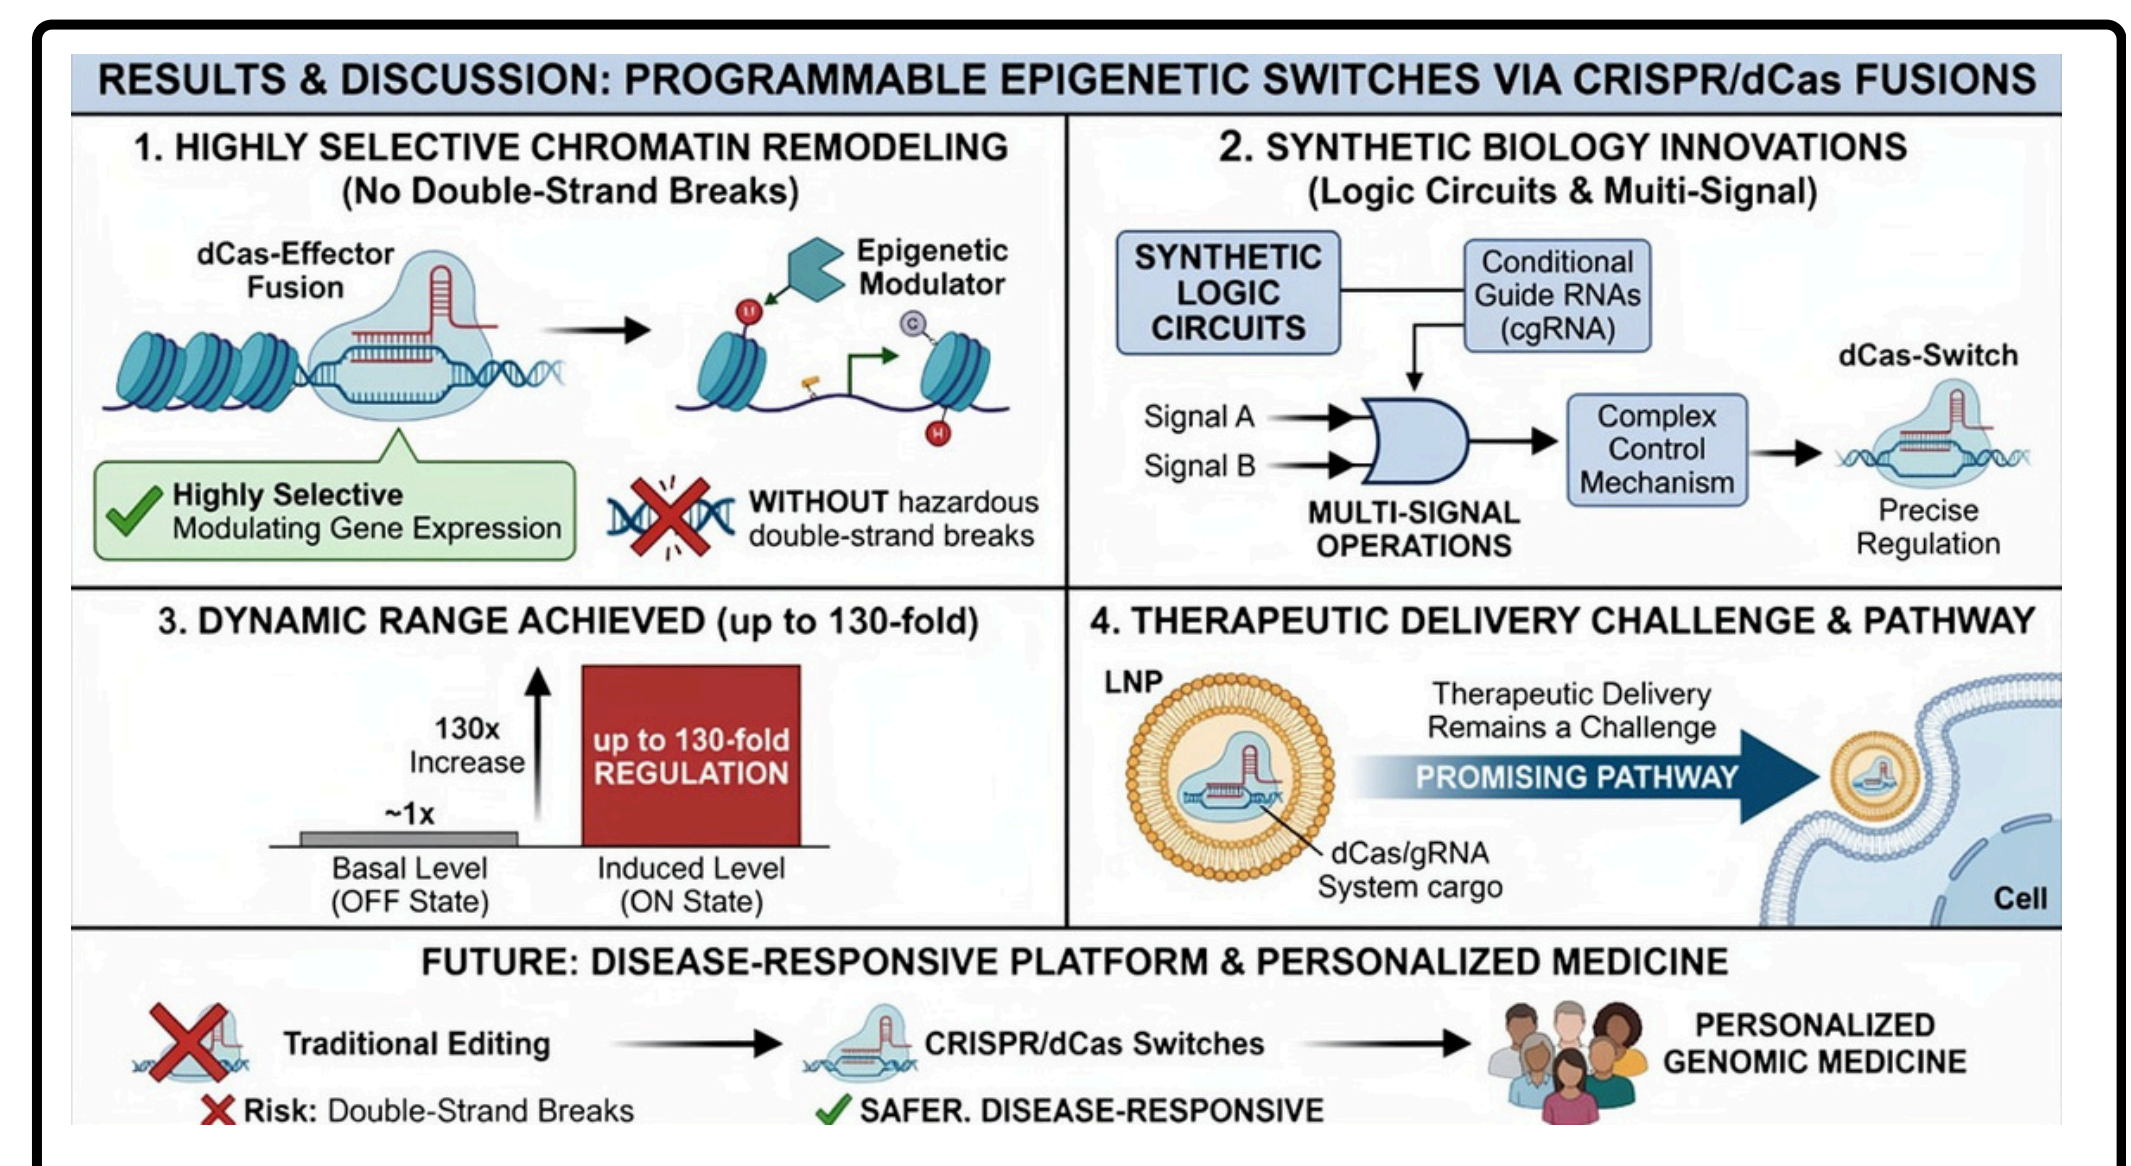 RESULTS & DISCUSSION: PROGRAMMABLE EPIGENETIC SWITCHES VIA CRISPR/dCas FUSIONS
1. HIGHLY SELECTIVE CHROMATIN REMODELING
(No Double-Strand Breaks)
dCas-Effector
Fusion
Epigenetic
Modulator
C
Highly Selective
Modulating Gene Expression
WITHOUT hazardous
double-strand breaks
2. SYNTHETIC BIOLOGY INNOVATIONS
(Logic Circuits & Multi-Signal)
SYNTHETIC
LOGIC
CIRCUITS
Conditional
Guide RNAs
(cgRNA)
Signal A
Signal B
MULTI-SIGNAL
OPERATIONS
Complex
Control
Mechanism
dCas-Switch
Precise
Regulation
3. DYNAMIC RANGE ACHIEVED (up to 130-fold)
130x
Increase
~1x
up to 130-fold
REGULATION
Basal Level
(OFF State)
Induced Level
(ON State)
4. THERAPEUTIC DELIVERY CHALLENGE & PATHWAY
LNP
Therapeutic Delivery
Remains a Challenge
PROMISING PATHWAY
dCas/gRNA
System cargo
Cell
FUTURE: DISEASE-RESPONSIVE PLATFORM & PERSONALIZED MEDICINE
Traditional Editing
Risk: Double-Strand Breaks
CRISPR/dCas Switches
SAFER. DISEASE-RESPONSIVE
PERSONALIZED
GENOMIC MEDICINE